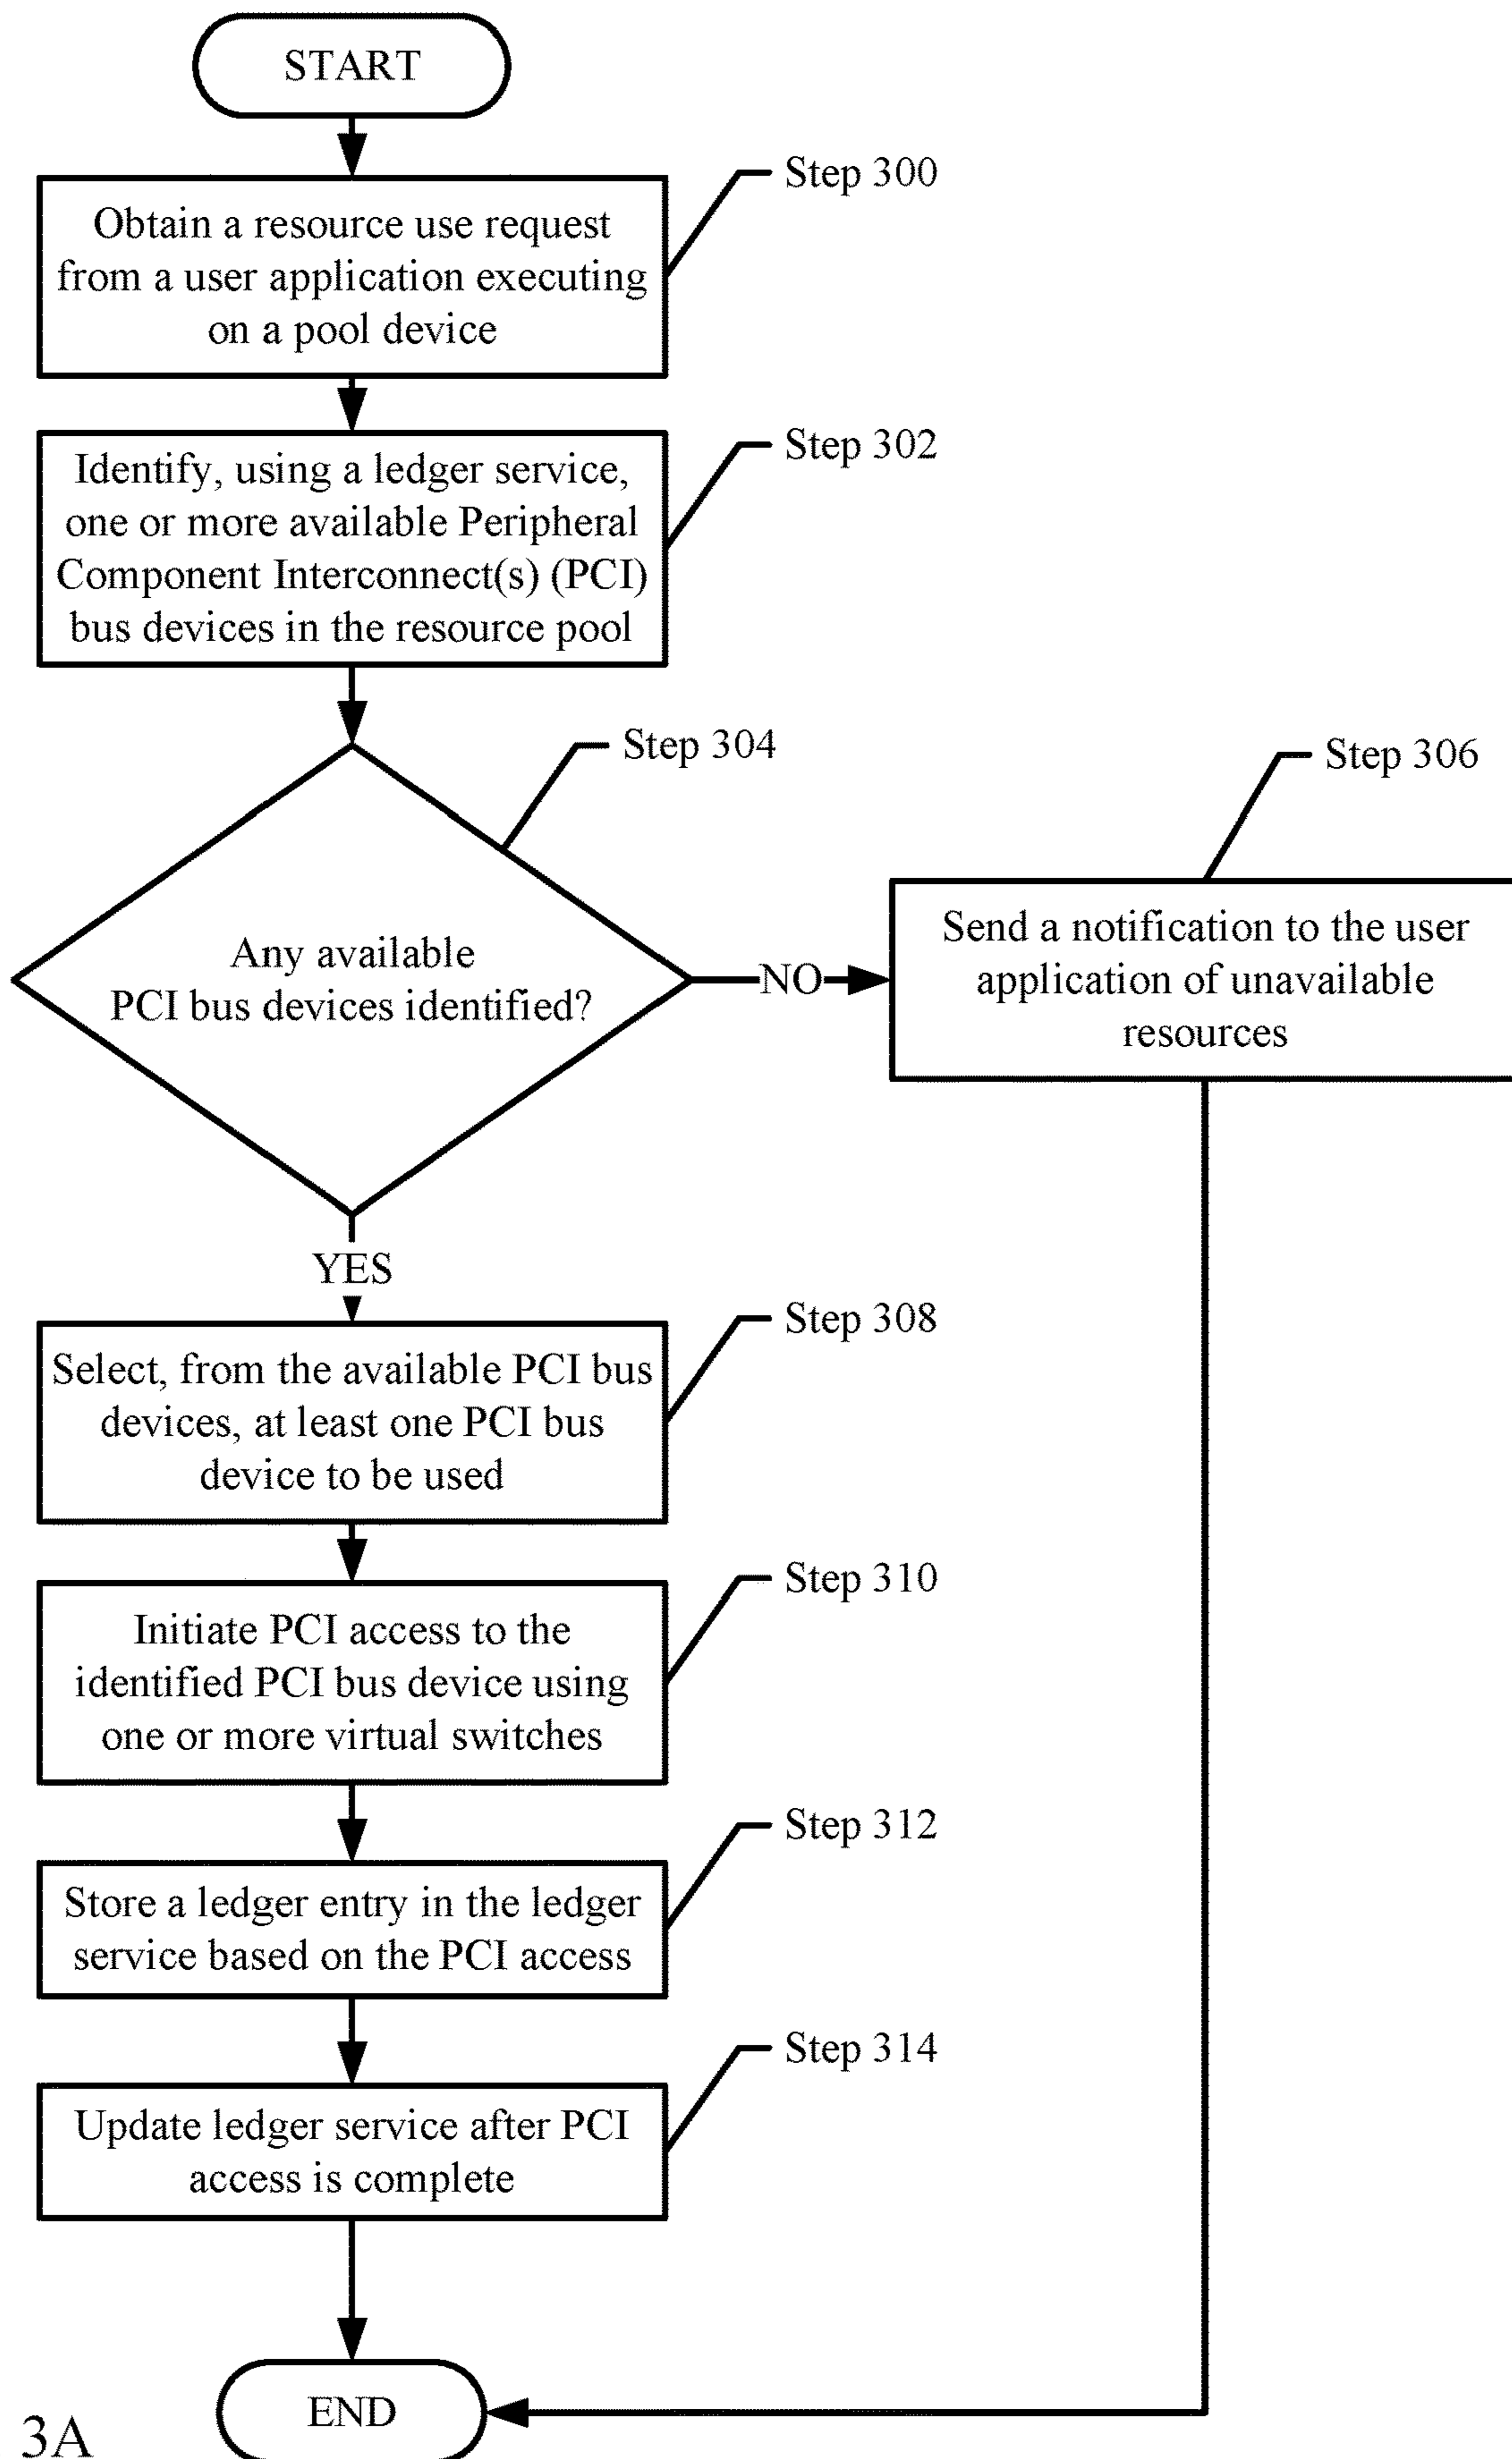 START
Step 300
Obtain a resource use request
from a user application executing
on a pool device
Step 302
Identify, using a ledger service,
one or more available Peripheral
Component Interconnect(s) (PCI)
bus devices in the resource pool
Step 304
Step 306
Any available
PCI bus devices identified?
NO
Send a notification to the user
application of unavailable
resources
YES
Step 308
Select, from the available PCI bus
devices, at least one PCI bus
device to be used
Step 310
Initiate PCI access to the
identified PCI bus device using
one or more virtual switches
Step 312
Store a ledger entry in the ledger
service based on the PCI access
Step 314
Update ledger service after PCI
access is complete
END
3A